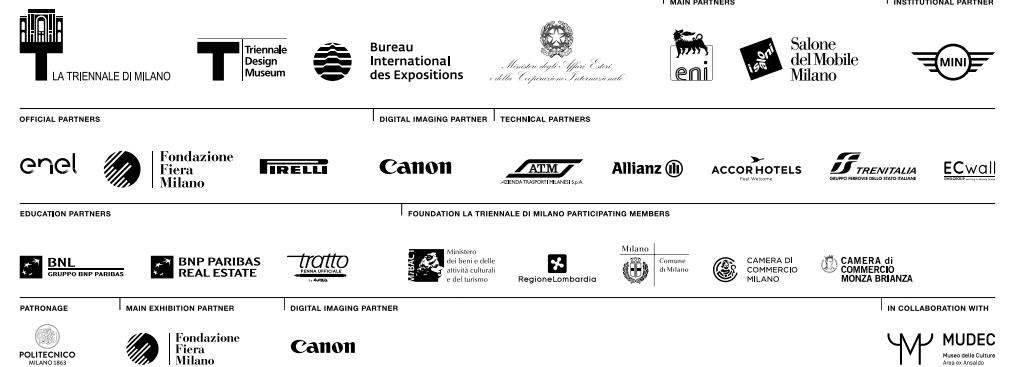 MAIN PARTNERS
INSTITUTIONAL PARTNER
LA TRIENNALE DI MILANO
Triennale
Design
Museum
Bureau
International
des Expositions
Ministero degli Affari Esteri
e della Cooperazione Internazionale
eni
isaloni
Salone
del Mobile
Milano
MINI
OFFICIAL PARTNERS
DIGITAL IMAGING PARTNER
TECHNICAL PARTNERS
enel
Fondazione
Fiera
Milano
PIRELLI
Canon
ATM
AZIENDA TRASPORTI MILANESI S.p.A.
Allianz
ACCORHOTELS
Feel Welcome
TRENITALIA
GRUPPO FERROVIE DELLO STATO ITALIANE
ECwall
EDUCATION PARTNERS
FOUNDATION LA TRIENNALE DI MILANO PARTICIPATING MEMBERS
BNL
GRUPPO BNP PARIBAS
BNP PARIBAS
REAL ESTATE
tratto
PENNA UFFICIALE
MiBACT
Ministero
dei beni e delle
attività culturali
e del turismo
RegioneLombardia
Milano
Comune
di Milano
CAMERA DI
COMMERCIO
MILANO
CAMERA di
COMMERCIO
MONZA BRIANZA
PATRONAGE
MAIN EXHIBITION PARTNER
DIGITAL IMAGING PARTNER
IN COLLABORATION WITH
POLITECNICO
MILANO 1863
Fondazione
Fiera
Milano
Canon
MUDEC
Museo delle Culture
Area ex Ansaldo